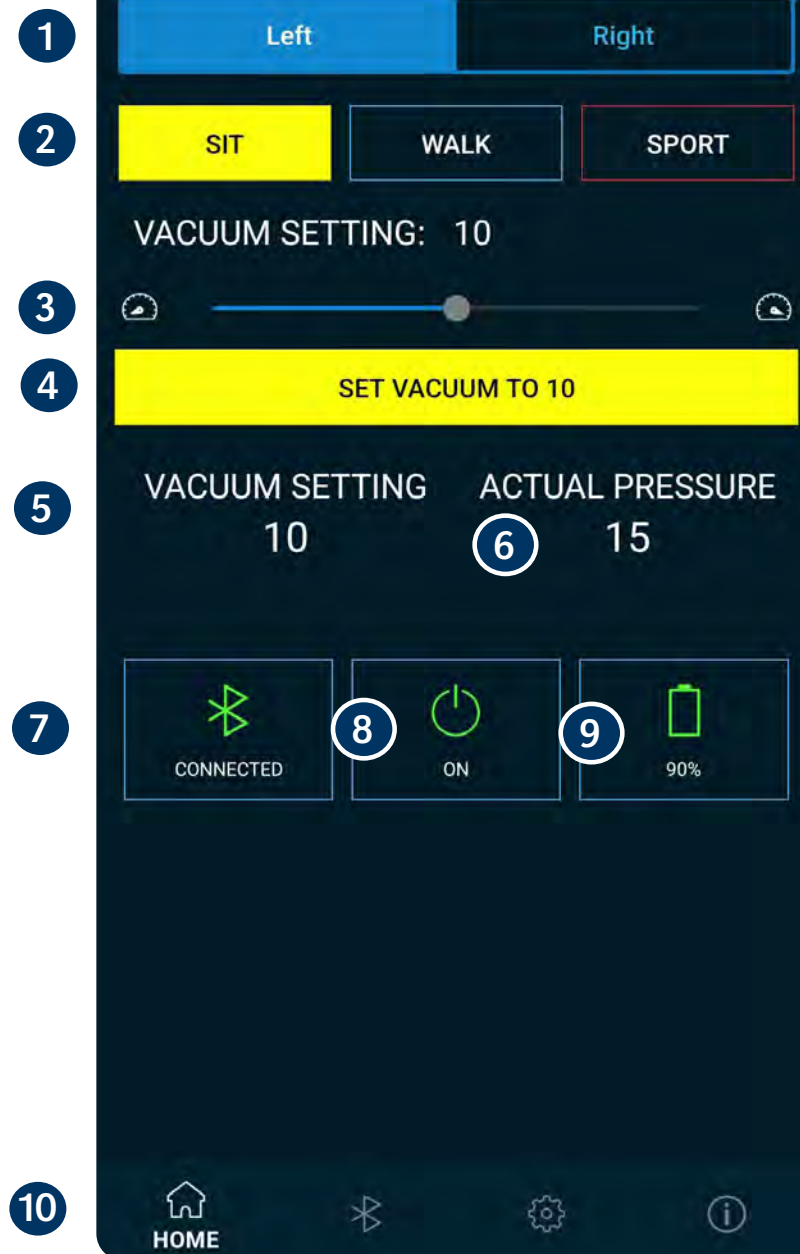 1 Left Right
2 SIT WALK SPORT
VACUUM SETTING: 10
3
4 SET VACUUM TO 10
VACUUM SETTING ACTUAL PRESSURE
5 10 6 15
7 8 9
CONNECTED ON 90%
10 HOME